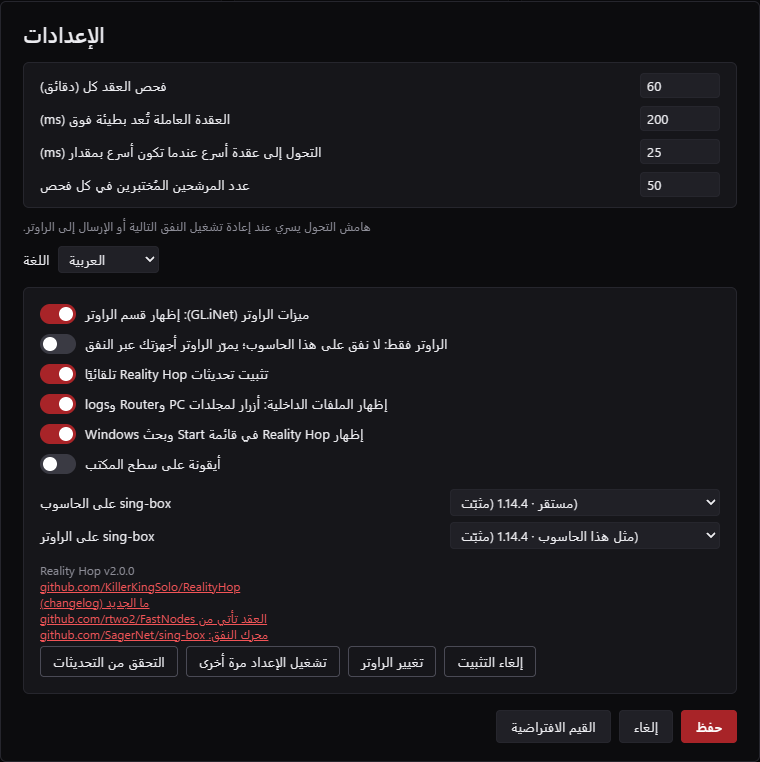 الإعدادات
فحص العقد كل (دقائق)
60
العقدة العاملة تُعد بطيئة فوق (ms)
200
التحول إلى عقدة أسرع عندما تكون أسرع بمقدار (ms)
25
عدد المرشحين المُختبرين في كل فحص
50
هامش التحول يسري عند إعادة تشغيل النفق التالية أو الإرسال إلى الراوتر.
اللغة
العربية
ميزات الراوتر (GL.iNet): إظهار قسم الراوتر
الراوتر فقط: لا نفق على هذا الحاسوب؛ يمرّر الراوتر أجهزتك عبر النفق
تثبيت تحديثات Reality Hop تلقائيًا
إظهار الملفات الداخلية: أزرار لمجلدات PC وRouter وlogs
إظهار Reality Hop في قائمة Start وبحث Windows
أيقونة على سطح المكتب
sing-box على الحاسوب
مستقر · 1.14.4 (مثبّت)
sing-box على الراوتر
مثل هذا الحاسوب · 1.14.4 (مثبّت)
Reality Hop v2.0.0
github.com/KillerKingSolo/RealityHop
ما الجديد (changelog)
العقد تأتي من github.com/rtwo2/FastNodes
محرك النفق: github.com/SagerNet/sing-box
التحقق من التحديثات
تشغيل الإعداد مرة أخرى
تغيير الراوتر
إلغاء التثبيت
القيم الافتراضية
إلغاء
حفظ